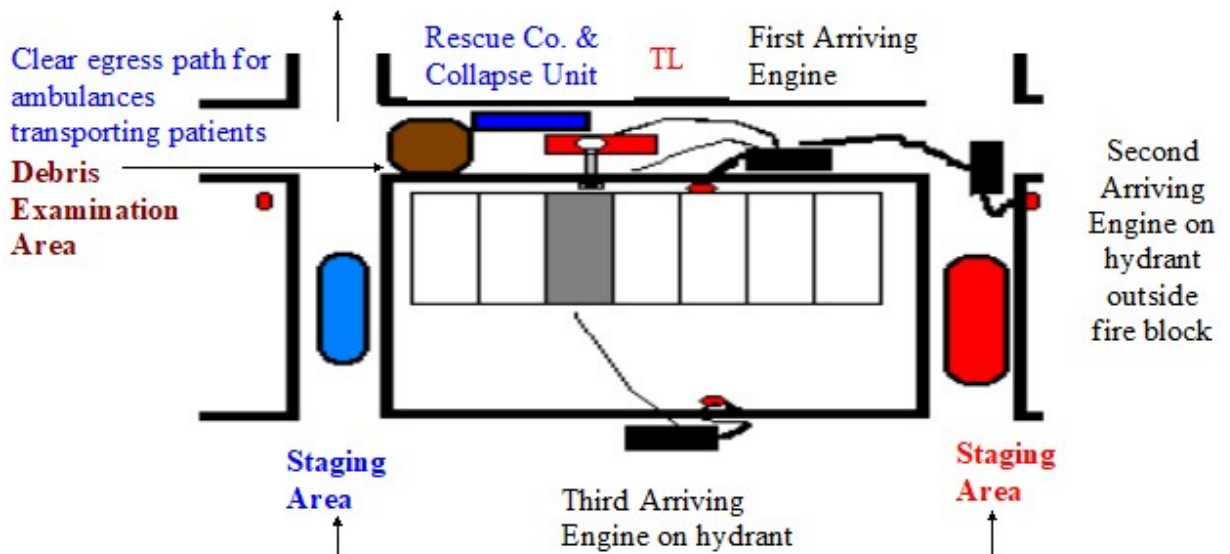 Clear egress path for
ambulances
transporting patients
Debris
Examination
Area
Rescue Co. &
Collapse Unit
TL
First Arriving
Engine
Second
Arriving
Engine on
hydrant
outside
fire block
Staging
Area
Third Arriving
Engine on hydrant
Staging
Area